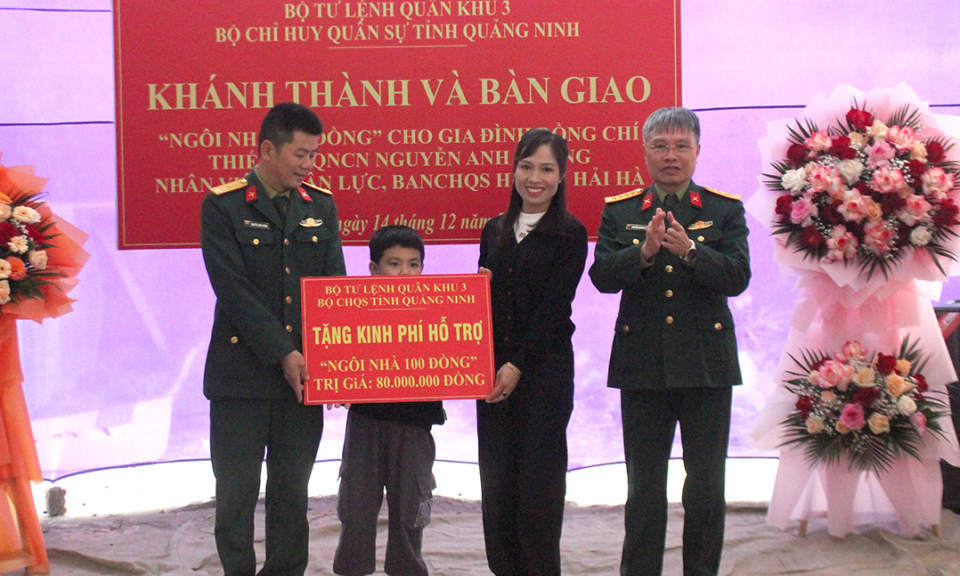 BỘ TƯ LỆNH QUÂN KHU 3
BỘ CHỈ HUY QUÂN SỰ TỈNH QUẢNG NINH
KHÁNH THÀNH VÀ BÀN GIAO
“NGÔI NHÀ ĐỒNG” CHO GIA ĐÌNH ĐỒNG CHÍ
THIẾ QNCN NGUYỄN ANH
NHÂN LỰC, BANCHQS HẢI HÀ
ngày 14 tháng 12
BỘ TƯ LỆNH QUÂN KHU 3
BỘ CHQS TỈNH QUẢNG NINH
TẶNG KINH PHÍ HỖ TRỢ
“NGÔI NHÀ 100 ĐỒNG”
TRỊ GIÁ: 80.000.000 ĐỒNG